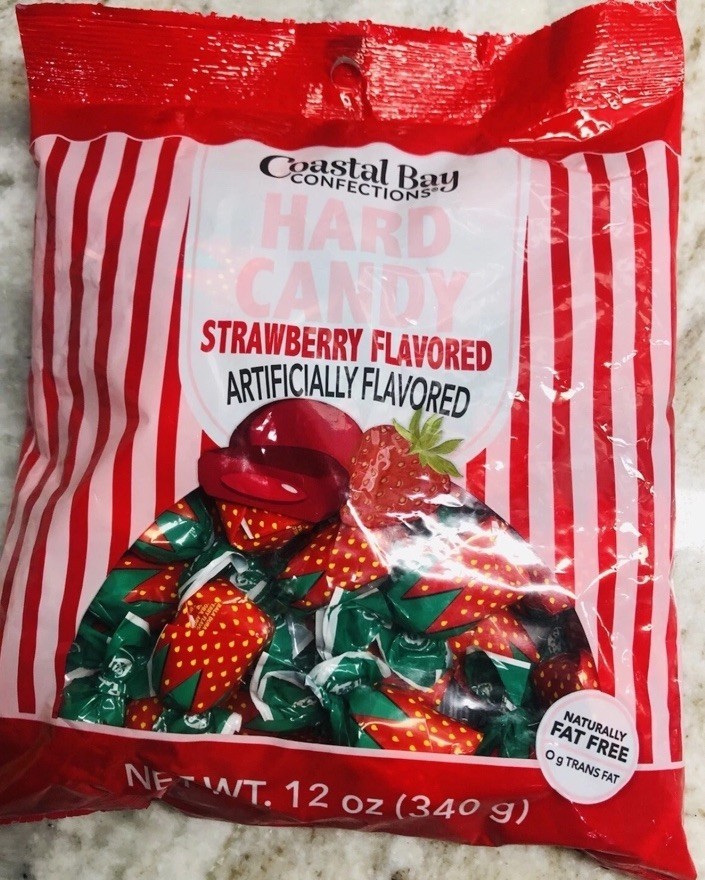 Coastal Bay
CONFECTIONS®
HARD
CANDY
STRAWBERRY FLAVORED
ARTIFICIALLY FLAVORED
NATURALLY
FAT FREE
0 g TRANS FAT
NET WT. 12 oz (340 g)